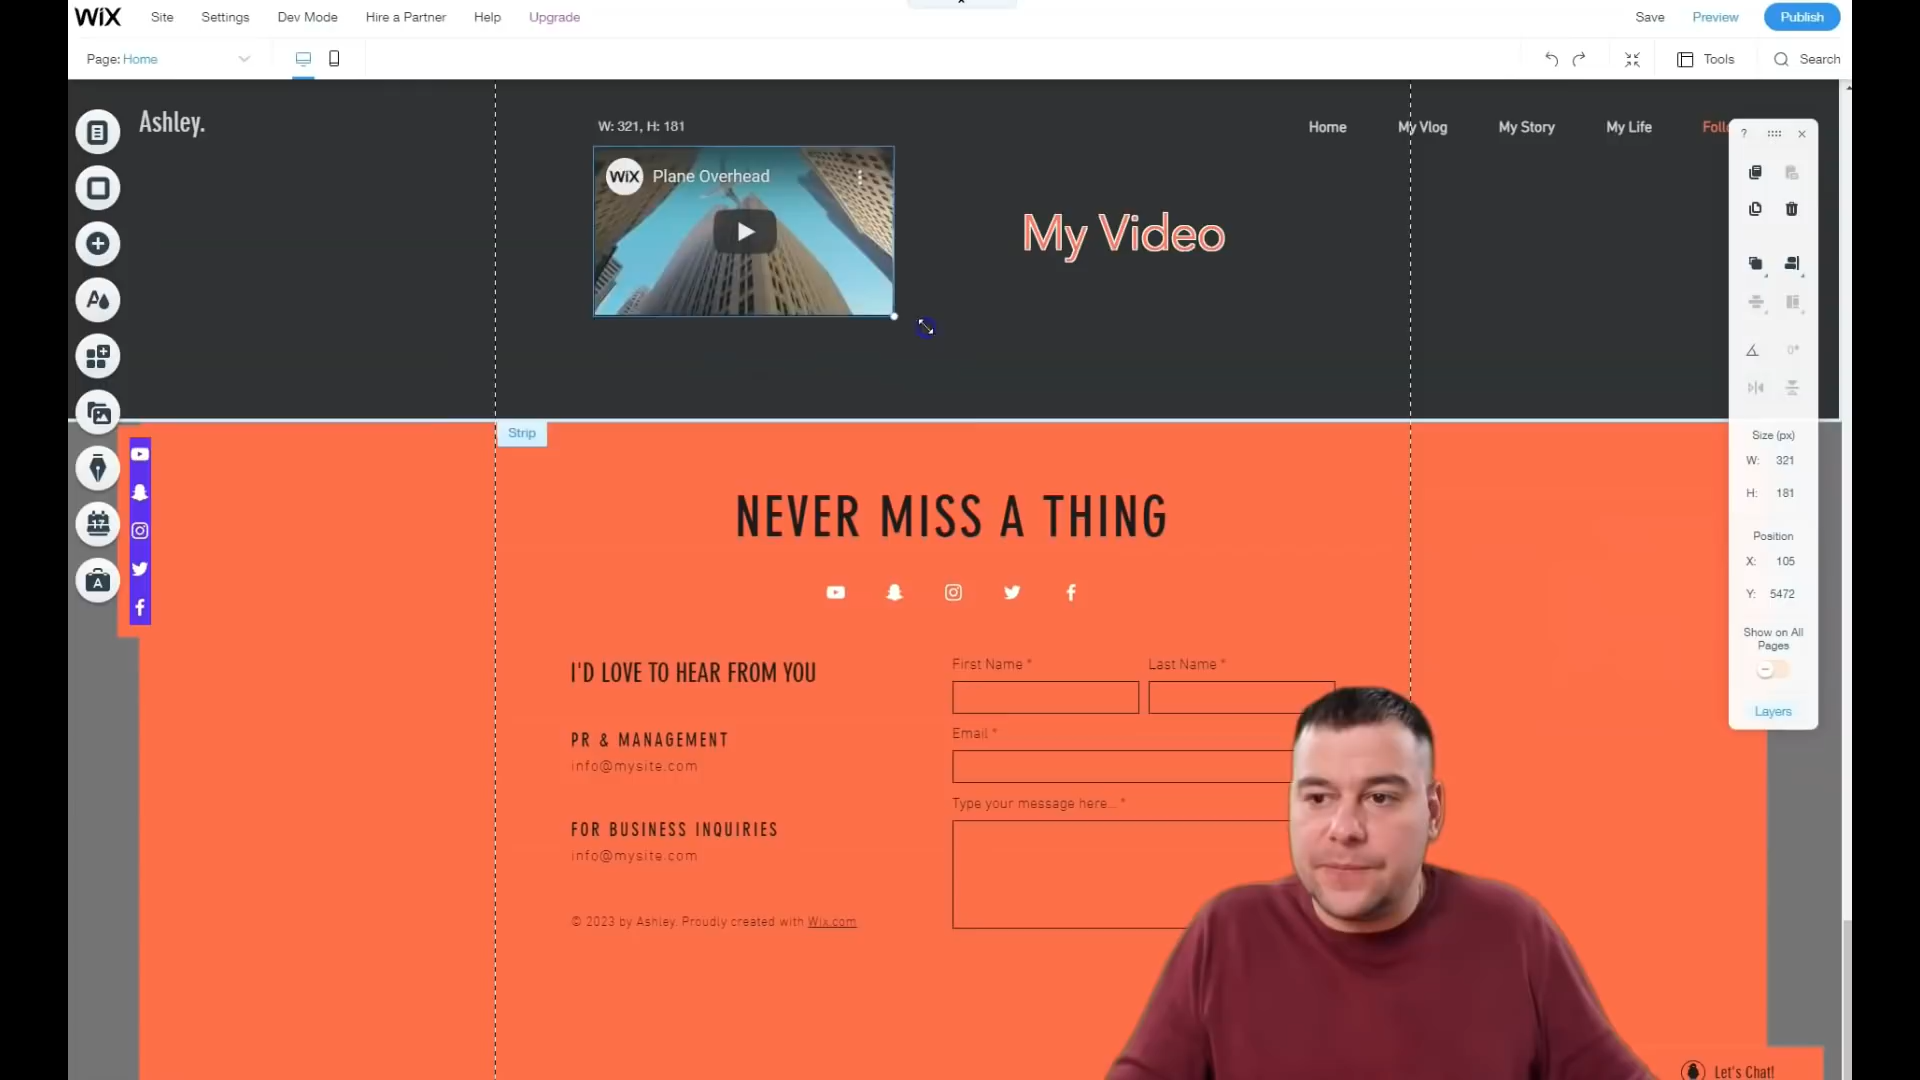 WiX
Site
Settings
Dev Mode
Hire a Partner
Help
Upgrade
Save
Preview
Publish
Page: Home
Tools
Search
Ashley.
W: 321, H: 181
Home
My Vlog
My Story
My Life
Foll
WiX
Plane Overhead
My Video
Strip
17
A
A
NEVER MISS A THING
I'D LOVE TO HEAR FROM YOU
PR & MANAGEMENT
info@mysite.com
FOR BUSINESS INQUIRIES
info@mysite.com
© 2023 by Ashley. Proudly created with Wix.com
First Name *
Last Name *
Email *
Type your message here... *
?
0°
Size (px)
W: 321
H: 181
Position
X: 105
Y: 5472
Show on All
Pages
Layers
Let's Chat!